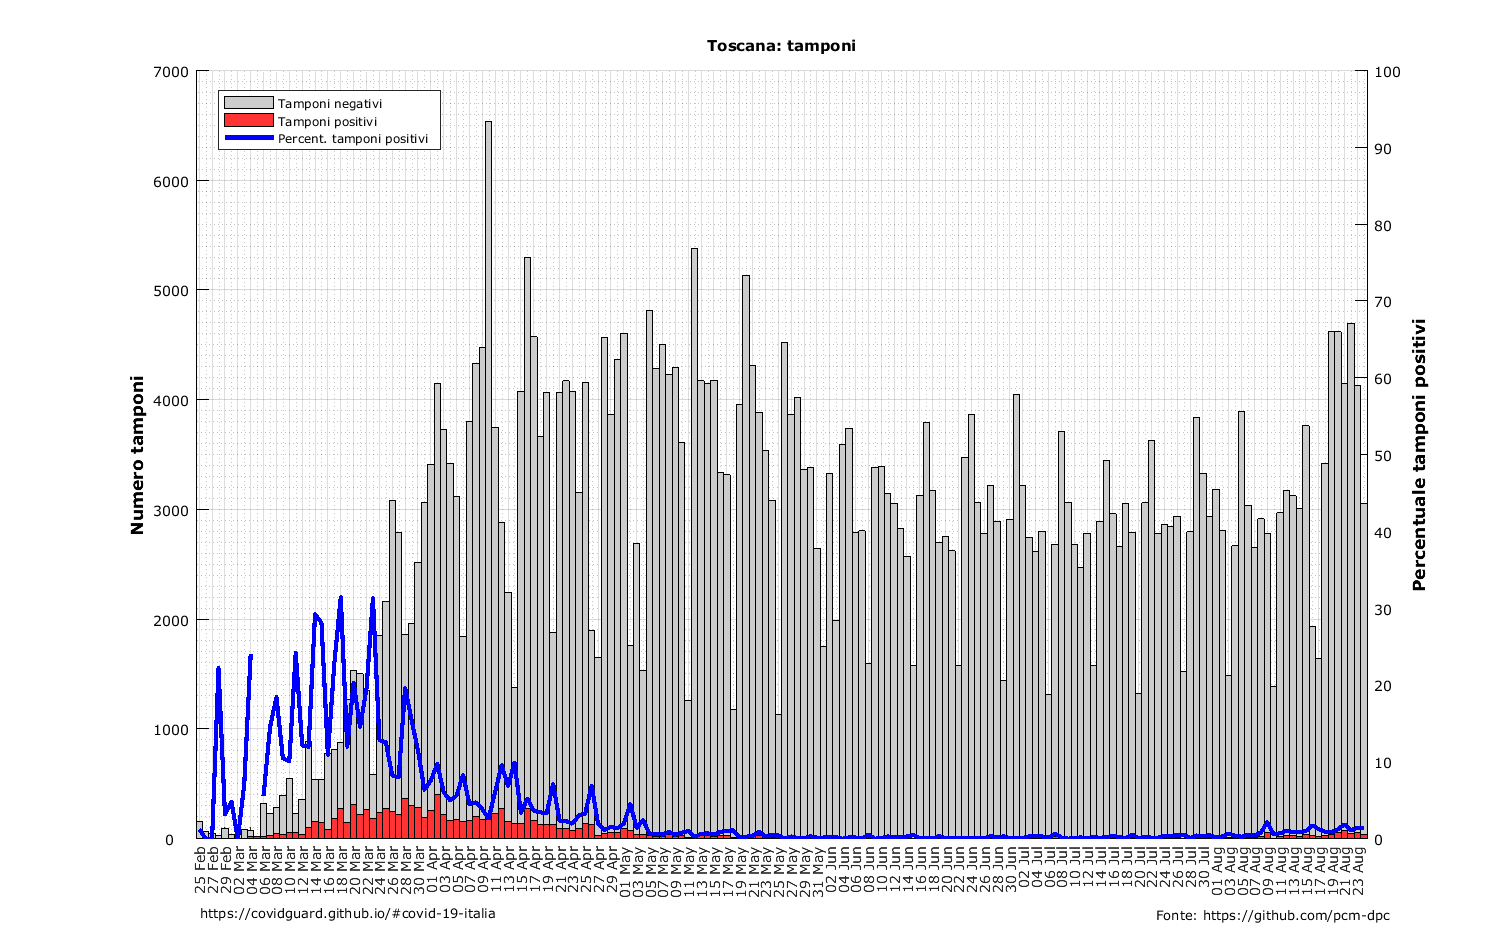 Toscana: tamponi
7000
6000
5000
4000
3000
2000
1000
0
100
90
80
70
60
50
40
30
20
10
0
Tamponi negativi
Tamponi positivi
Percent. tamponi positivi
Numero tamponi
Percentuale tamponi positivi
25 Feb
27 Feb
29 Feb
02 Mar
04 Mar
06 Mar
08 Mar
10 Mar
12 Mar
14 Mar
16 Mar
18 Mar
20 Mar
22 Mar
24 Mar
26 Mar
28 Mar
30 Mar
01 Apr
03 Apr
05 Apr
07 Apr
09 Apr
11 Apr
13 Apr
15 Apr
17 Apr
19 Apr
21 Apr
23 Apr
25 Apr
27 Apr
29 Apr
01 May
03 May
05 May
07 May
09 May
11 May
13 May
15 May
17 May
19 May
21 May
23 May
25 May
27 May
29 May
31 May
02 Jun
04 Jun
06 Jun
08 Jun
10 Jun
12 Jun
14 Jun
16 Jun
18 Jun
20 Jun
22 Jun
24 Jun
26 Jun
28 Jun
30 Jun
02 Jul
04 Jul
06 Jul
08 Jul
10 Jul
12 Jul
14 Jul
16 Jul
18 Jul
20 Jul
22 Jul
24 Jul
26 Jul
28 Jul
30 Jul
01 Aug
03 Aug
05 Aug
07 Aug
09 Aug
11 Aug
13 Aug
15 Aug
17 Aug
19 Aug
21 Aug
23 Aug
https://covidguard.github.io/#covid-19-italia
Fonte: https://github.com/pcm-dpc